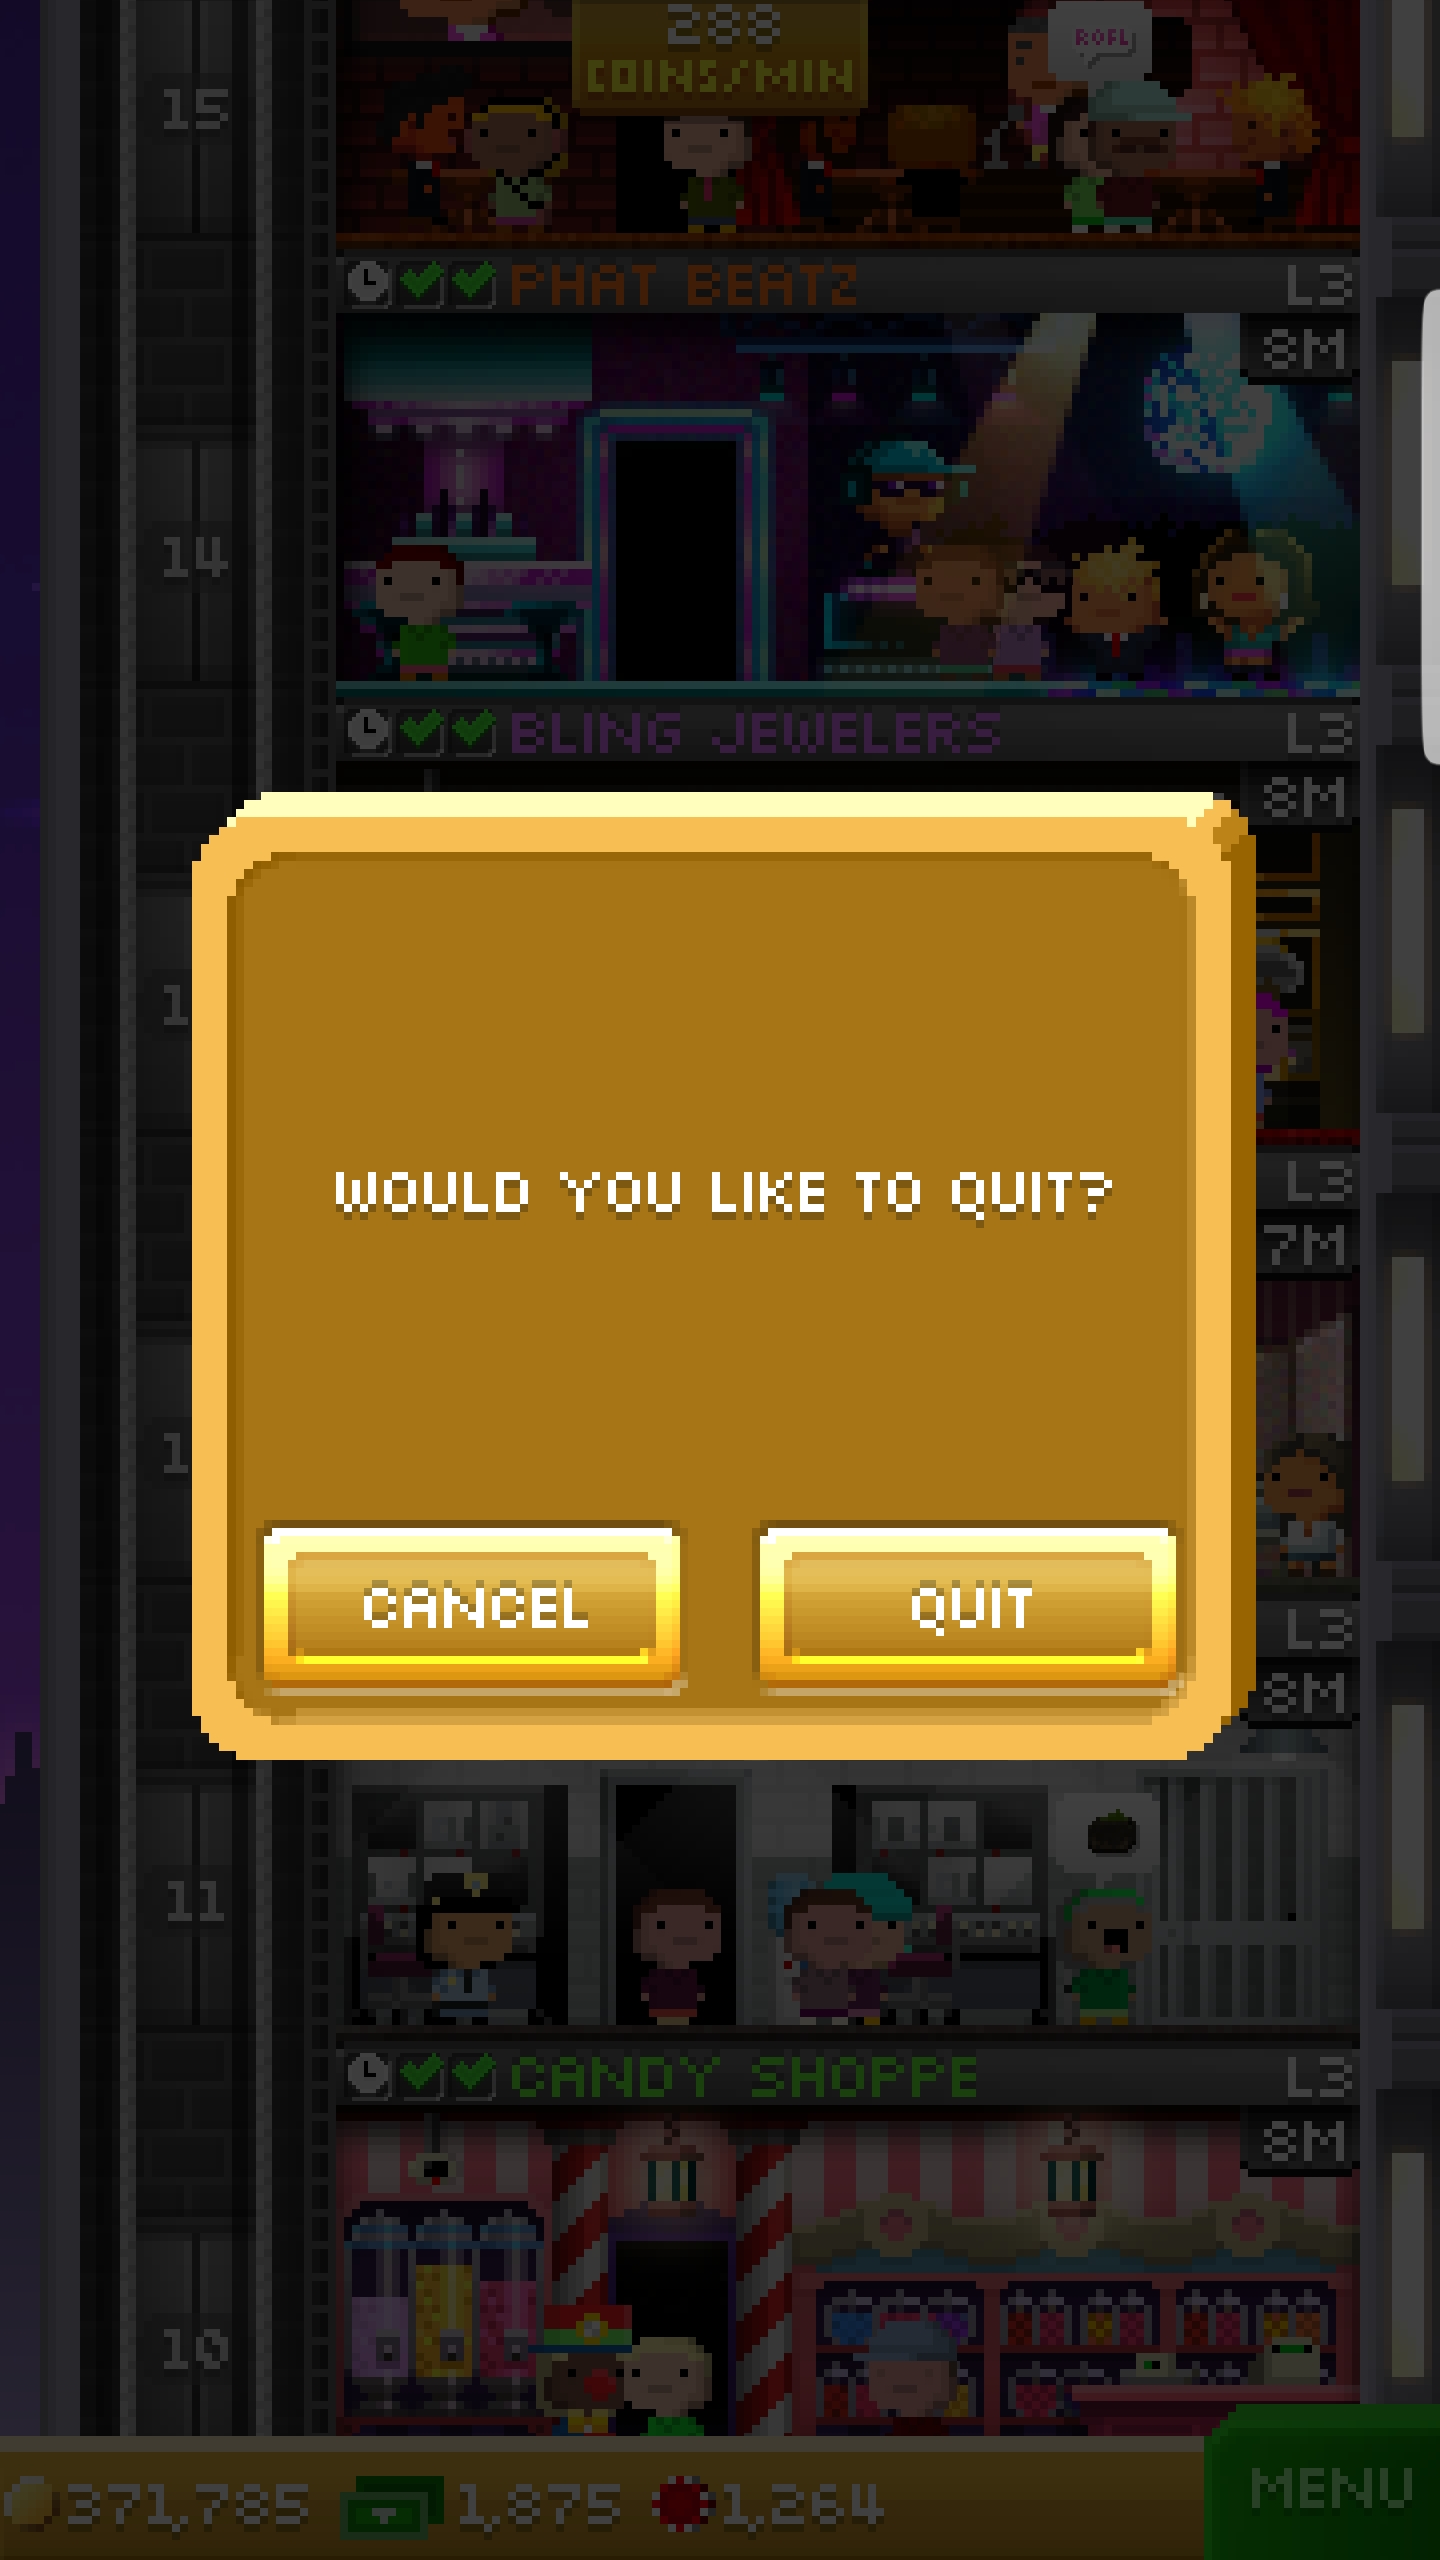 288
COINS/MIN
ROFL
15
PHAT BEATZ L3
8M
14
BLING JEWELERS L3
8M
1
L3
7M
WOULD YOU LIKE TO QUIT?
1
CANCEL QUIT
L3
8M
11
CANDY SHOPPE L3
8M
10
371,785 1,875 1,264 MENU